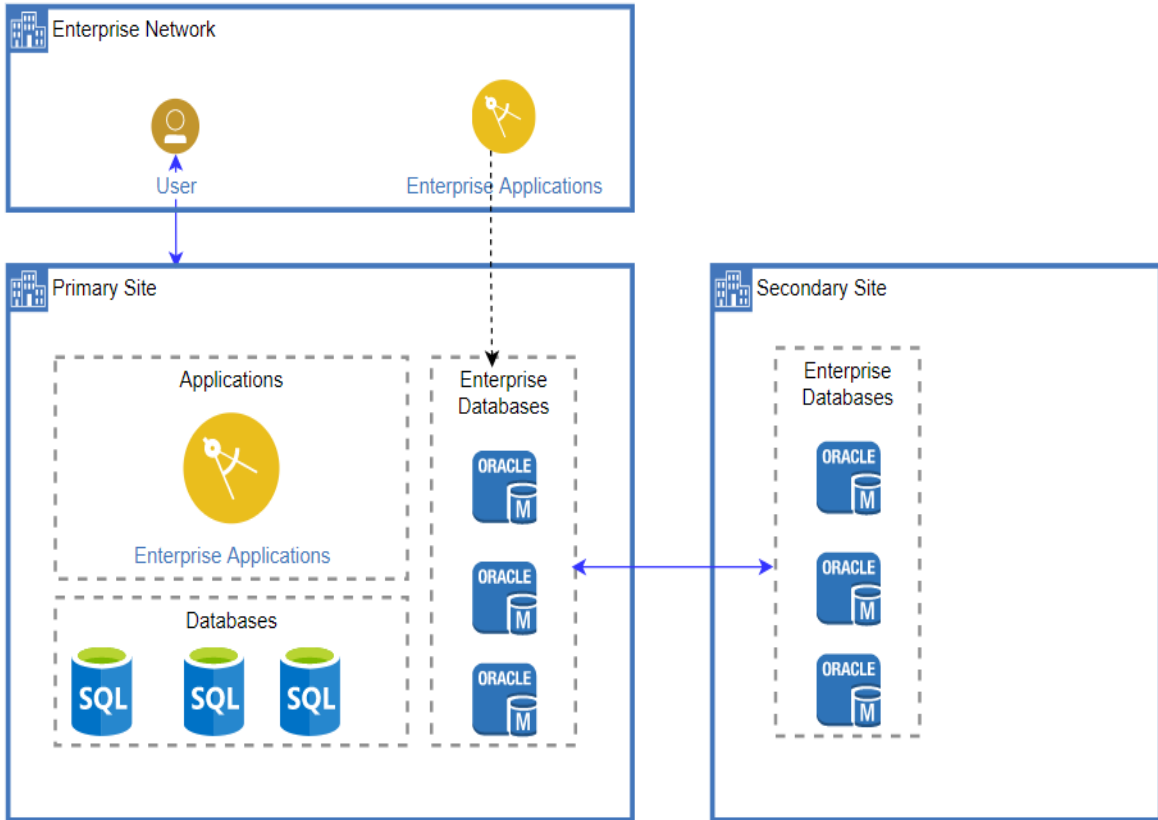 Enterprise Network
User
Enterprise Applications
Primary Site
Applications
Enterprise Applications
Databases
SQL
SQL
SQL
Enterprise
Databases
ORACLE
M
ORACLE
M
ORACLE
M
Secondary Site
Enterprise
Databases
ORACLE
M
ORACLE
M
ORACLE
M